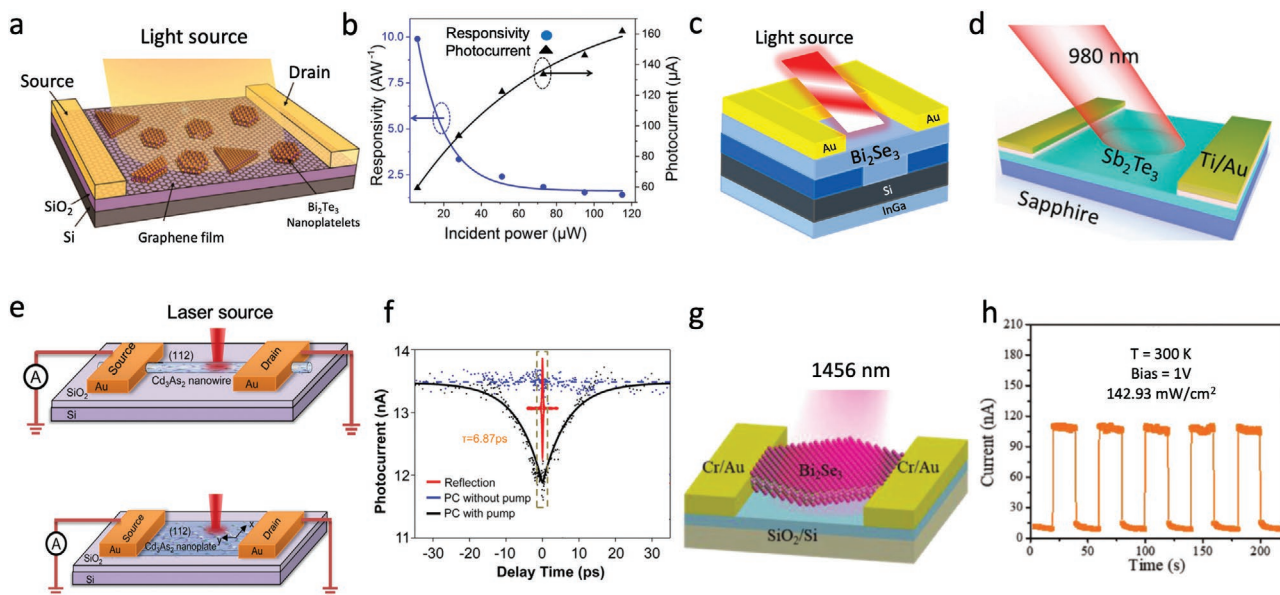 a
Light source
Source
Drain
SiO2
Si
Graphene film
Bi2Te3
Nanoplatelets
b
Responsivity
Photocurrent
Responsivity (AW-1)
10.0
7.5
5.0
2.5
0 20 40 60 80 100 120
Incident power (μW)
160
140
120
100
80
60
Photocurrent (μA)
c
Light source
Au
Au
Bi2Se3
Si
InGa
d
980 nm
Sb2Te3
Ti/Au
Sapphire
e
Laser source
A
Source
Au
(112)
Cd3As2 nanowire
Drain
Au
SiO2
Si
A
Source
Au
(112)
Cd3As2 nanoplate
x
y
Drain
Au
SiO2
Si
f
14
13
12
11
Photocurrent (nA)
τ=6.87ps
Reflection
PC without pump
PC with pump
-30 -20 -10 0 10 20 30
Delay Time (ps)
g
1456 nm
Cr/Au
Bi2Se3
Cr/Au
SiO2/Si
h
T = 300 K
Bias = 1V
142.93 mW/cm2
210
180
150
120
90
60
30
0
Current (nA)
0 50 100 150 200
Time (s)